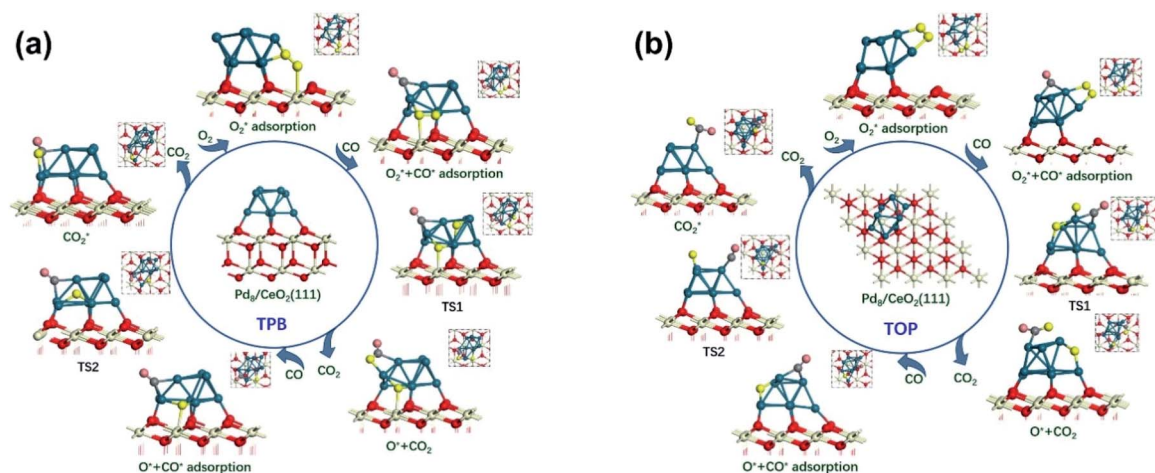 (a)
O₂* adsorption
O₂
CO₂
CO
O₂*+CO* adsorption
CO₂*
Pd₈/CeO₂(111)
TPB
TS1
TS2
CO
CO₂
O*+CO₂
O*+CO* adsorption
(b)
O₂* adsorption
O₂
CO₂
CO
O₂*+CO* adsorption
CO₂*
Pd₈/CeO₂(111)
TOP
TS1
TS2
CO
CO₂
O*+CO₂
O*+CO* adsorption